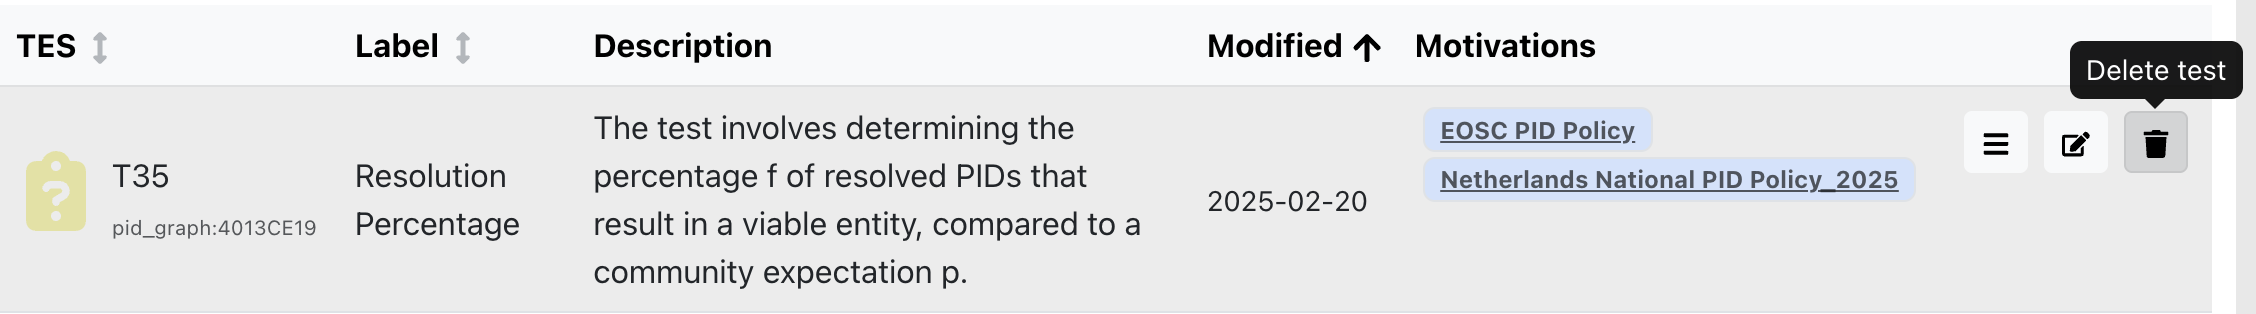 TES Label Description Modified Motivations
Delete test
The test involves determining the
EOSC PID Policy
T35
Resolution
percentage f of resolved PIDs that
Netherlands National PID Policy_2025
2025-02-20
pid_graph:4013CE19
Percentage
result in a viable entity, compared to a
community expectation p.